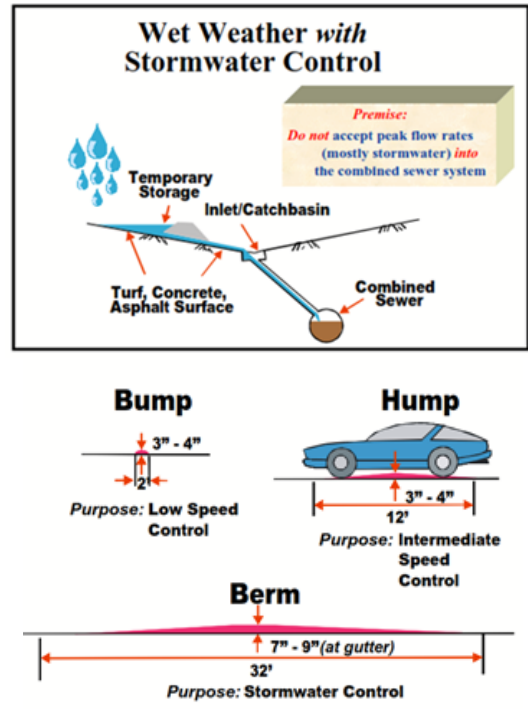 Wet Weather with
Stormwater Control
Premise:
Do not accept peak flow rates
(mostly stormwater) into
the combined sewer system
Temporary
Storage
Inlet/Catchbasin
Turf, Concrete,
Asphalt Surface
Combined
Sewer
Bump
3” - 4”
2’
Purpose: Low Speed
Control
Hump
3” - 4”
12’
Purpose: Intermediate
Speed
Control
Berm
7” - 9”(at gutter)
32’
Purpose: Stormwater Control